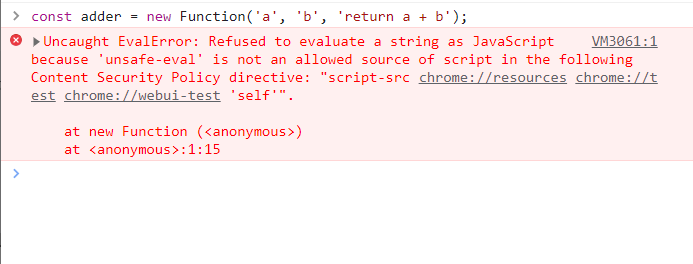 > const adder = new Function('a', 'b', 'return a + b');
Uncaught EvalError: Refused to evaluate a string as JavaScript VM3061:1
because 'unsafe-eval' is not an allowed source of script in the following
Content Security Policy directive: "script-src chrome://resources chrome://t
est chrome://webui-test 'self'".
at new Function (<anonymous>)
at <anonymous>:1:15
>